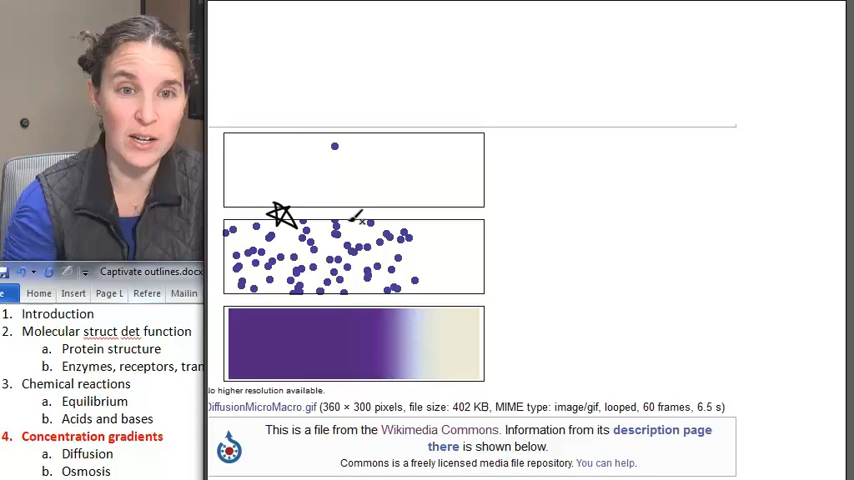 No higher resolution available.
DiffusionMicroMacro.gif (360 × 300 pixels, file size: 402 KB, MIME type: image/gif, looped, 60 frames, 6.5 s)
This is a file from the Wikimedia Commons. Information from its description page
there is shown below.
Commons is a freely licensed media file repository. You can help.
Captivate outlines.docx
Home Insert Page L Refere Mailin
1. Introduction
2. Molecular struct det function
a. Protein structure
b. Enzymes, receptors, tran
3. Chemical reactions
a. Equilibrium
b. Acids and bases
4. Concentration gradients
a. Diffusion
b. Osmosis